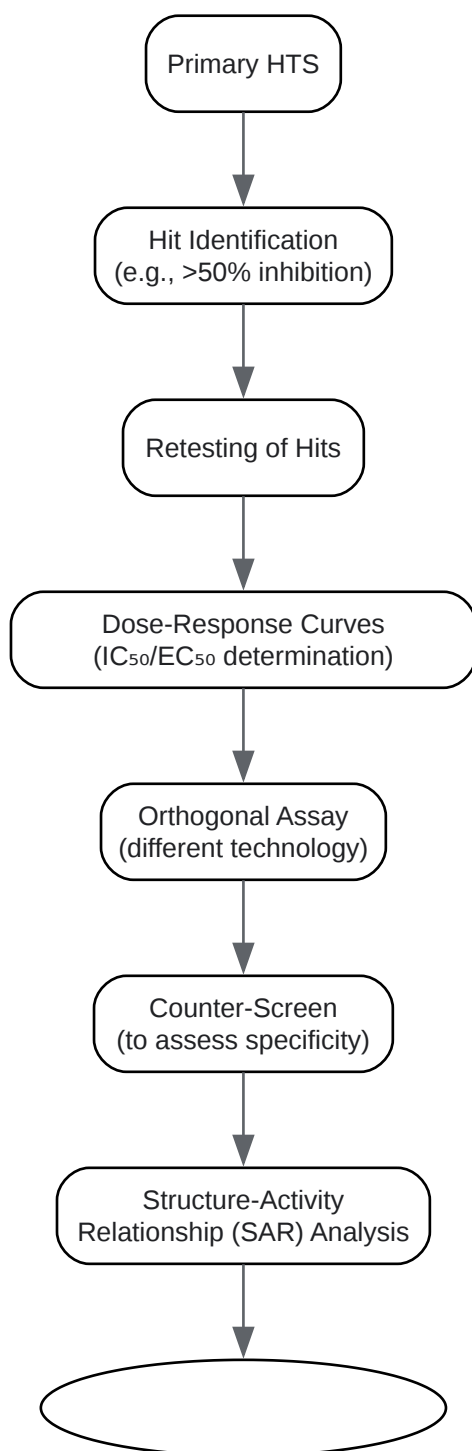 Primary HTS
Hit Identification
(e.g., >50% inhibition)
Retesting of Hits
Dose-Response Curves
(IC₅₀/EC₅₀ determination)
Orthogonal Assay
(different technology)
Counter-Screen
(to assess specificity)
Structure-Activity
Relationship (SAR) Analysis